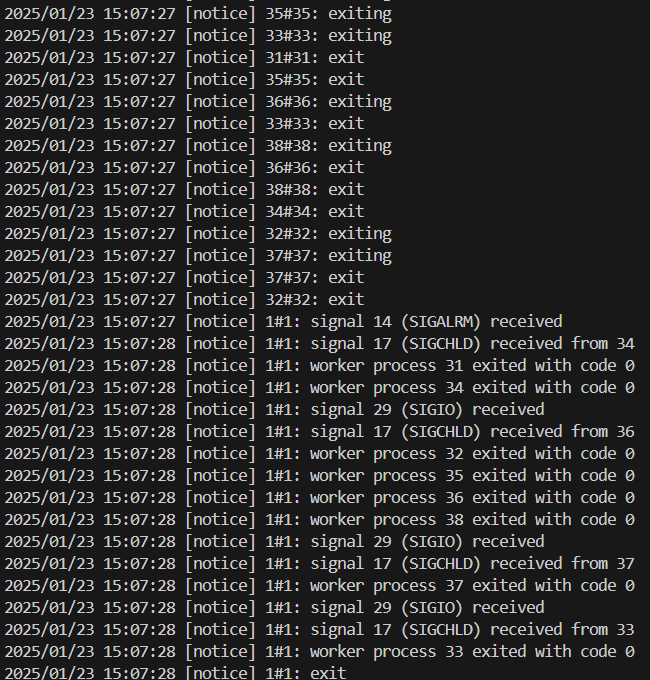 2025/01/23 15:07:27 [notice] 35#35: exiting
2025/01/23 15:07:27 [notice] 33#33: exiting
2025/01/23 15:07:27 [notice] 31#31: exit
2025/01/23 15:07:27 [notice] 35#35: exit
2025/01/23 15:07:27 [notice] 36#36: exiting
2025/01/23 15:07:27 [notice] 33#33: exit
2025/01/23 15:07:27 [notice] 38#38: exiting
2025/01/23 15:07:27 [notice] 36#36: exit
2025/01/23 15:07:27 [notice] 38#38: exit
2025/01/23 15:07:27 [notice] 34#34: exit
2025/01/23 15:07:27 [notice] 32#32: exiting
2025/01/23 15:07:27 [notice] 37#37: exiting
2025/01/23 15:07:27 [notice] 37#37: exit
2025/01/23 15:07:27 [notice] 32#32: exit
2025/01/23 15:07:27 [notice] 1#1: signal 14 (SIGALRM) received
2025/01/23 15:07:28 [notice] 1#1: signal 17 (SIGCHLD) received from 34
2025/01/23 15:07:28 [notice] 1#1: worker process 31 exited with code 0
2025/01/23 15:07:28 [notice] 1#1: worker process 34 exited with code 0
2025/01/23 15:07:28 [notice] 1#1: signal 29 (SIGIO) received
2025/01/23 15:07:28 [notice] 1#1: signal 17 (SIGCHLD) received from 36
2025/01/23 15:07:28 [notice] 1#1: worker process 32 exited with code 0
2025/01/23 15:07:28 [notice] 1#1: worker process 35 exited with code 0
2025/01/23 15:07:28 [notice] 1#1: worker process 36 exited with code 0
2025/01/23 15:07:28 [notice] 1#1: worker process 38 exited with code 0
2025/01/23 15:07:28 [notice] 1#1: signal 29 (SIGIO) received
2025/01/23 15:07:28 [notice] 1#1: signal 17 (SIGCHLD) received from 37
2025/01/23 15:07:28 [notice] 1#1: worker process 37 exited with code 0
2025/01/23 15:07:28 [notice] 1#1: signal 29 (SIGIO) received
2025/01/23 15:07:28 [notice] 1#1: signal 17 (SIGCHLD) received from 33
2025/01/23 15:07:28 [notice] 1#1: worker process 33 exited with code 0
2025/01/23 15:07:28 [notice] 1#1: exit